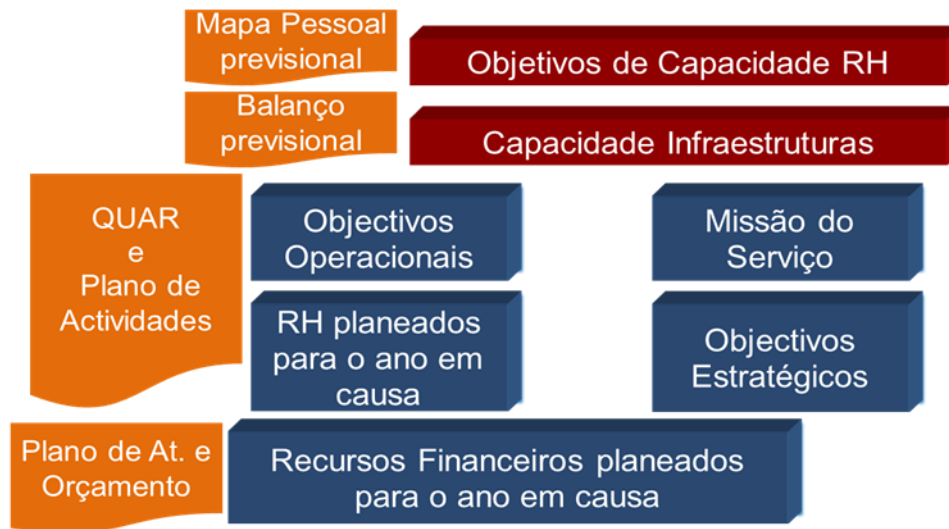 Mapa Pessoal
previsional
Objetivos de Capacidade RH
Balanço
previsional
Capacidade Infraestruturas
QUAR
e
Plano de
Actividades
Objectivos
Operacionais
Missão do
Serviço
RH planeados
para o ano em
causa
Objectivos
Estratégicos
Plano de At. e
Orçamento
Recursos Financeiros planeados
para o ano em causa